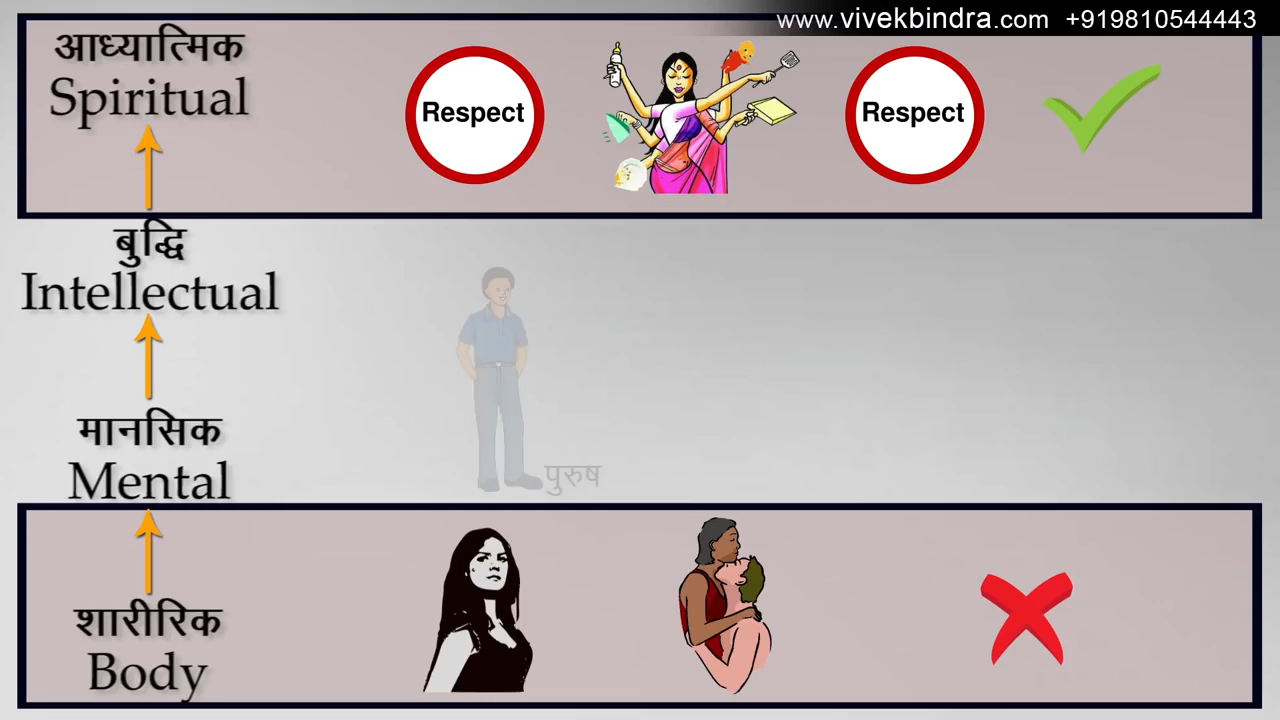 www.vivekbindra.com +919810544443
आध्यात्मिक
Spiritual
Respect
Respect
बुद्धि
Intellectual
मानसिक
Mental
पुरुष
शारीरिक
Body